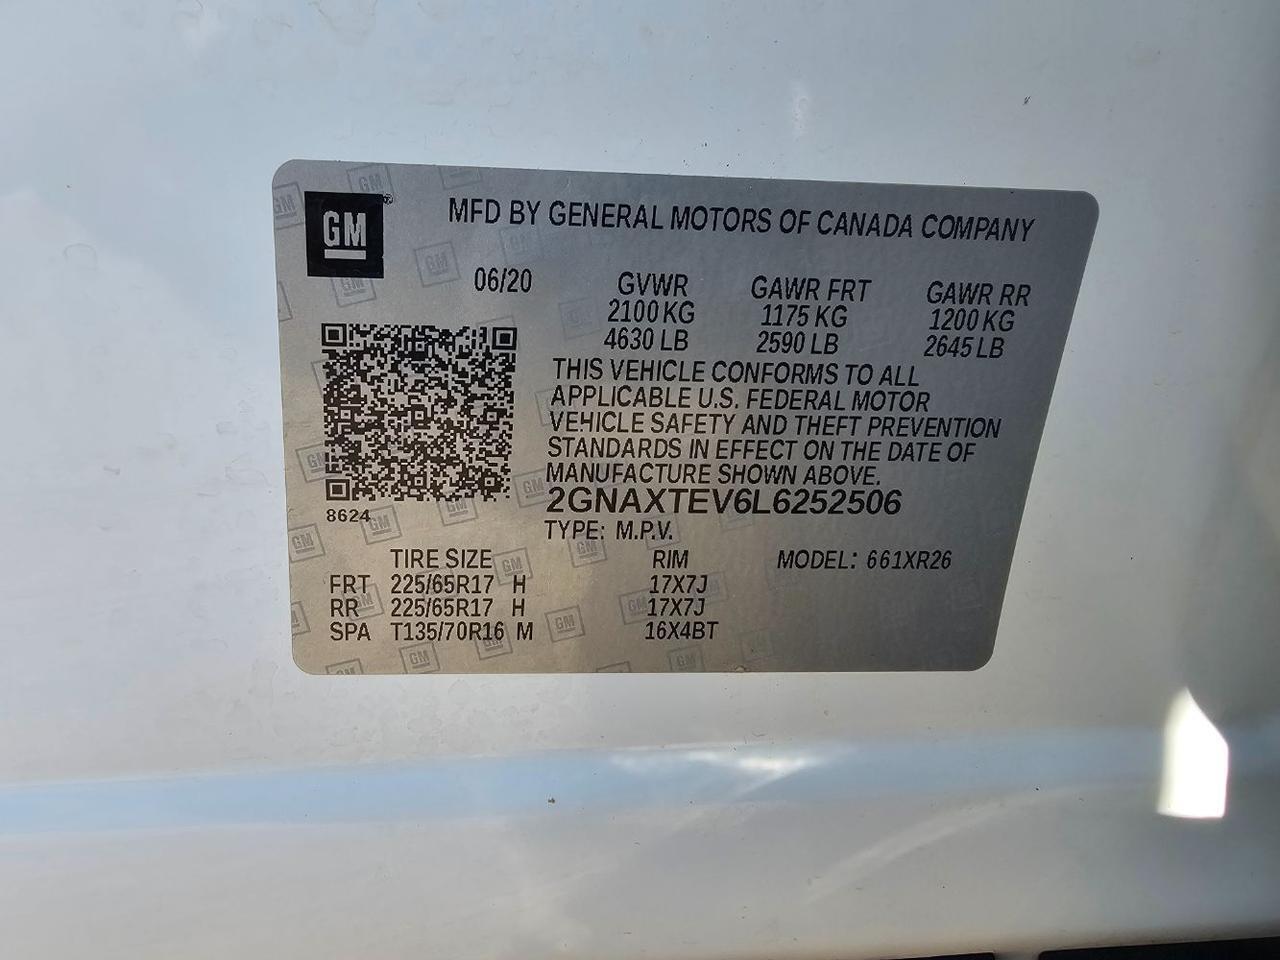 GM
MFD BY GENERAL MOTORS OF CANADA COMPANY
06/20 GVWR GAWR FRT GAWR RR
2100 KG 1175 KG 1200 KG
4630 LB 2590 LB 2645 LB
THIS VEHICLE CONFORMS TO ALL
APPLICABLE U.S. FEDERAL MOTOR
VEHICLE SAFETY AND THEFT PREVENTION
STANDARDS IN EFFECT ON THE DATE OF
MANUFACTURE SHOWN ABOVE.
8624 2GNAXTEV6L6252506
TYPE: M.P.V.
TIRE SIZE RIM MODEL: 661XR26
FRT 225/65R17 H 17X7J
RR 225/65R17 H 17X7J
SPA T135/70R16 M 16X4BT